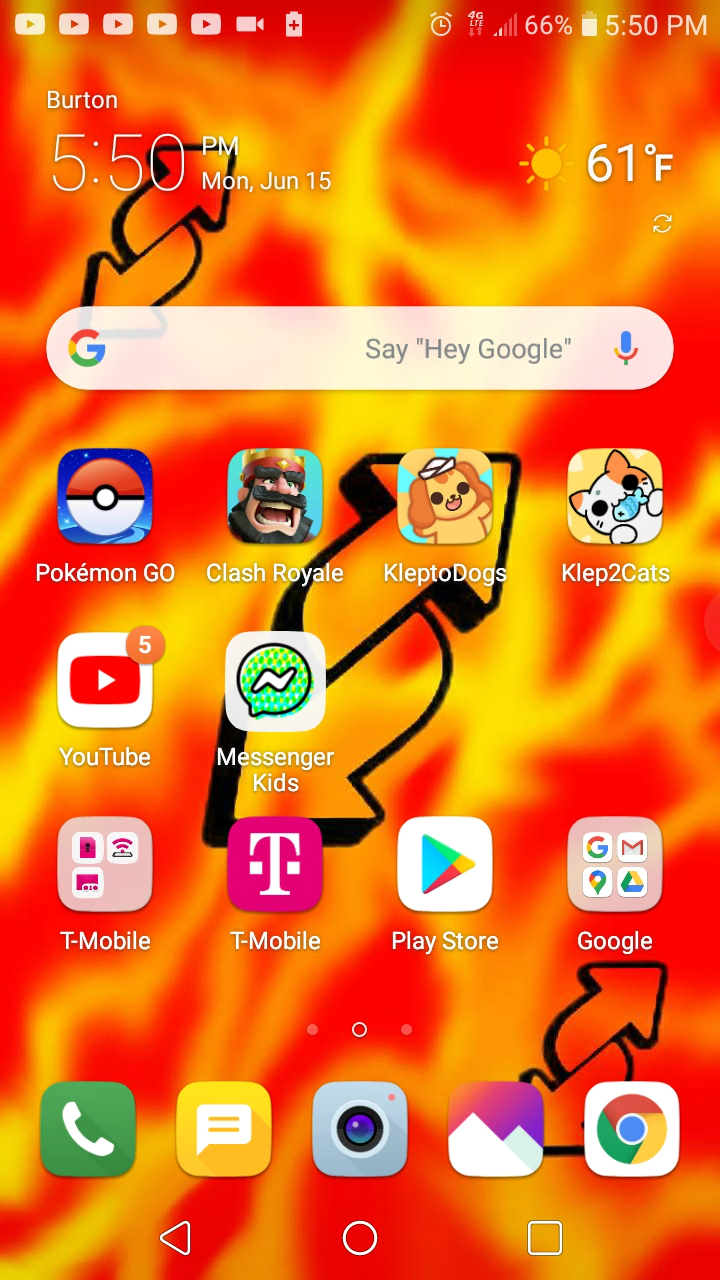 4G
LTE
66%
5:50 PM
Burton
5:50 PM
Mon, Jun 15
61°F
Say "Hey Google"
Pokémon GO
Clash Royale
KleptoDogs
Klep2Cats
5
YouTube
Messenger
Kids
T
T-Mobile
T-Mobile
Play Store
Google